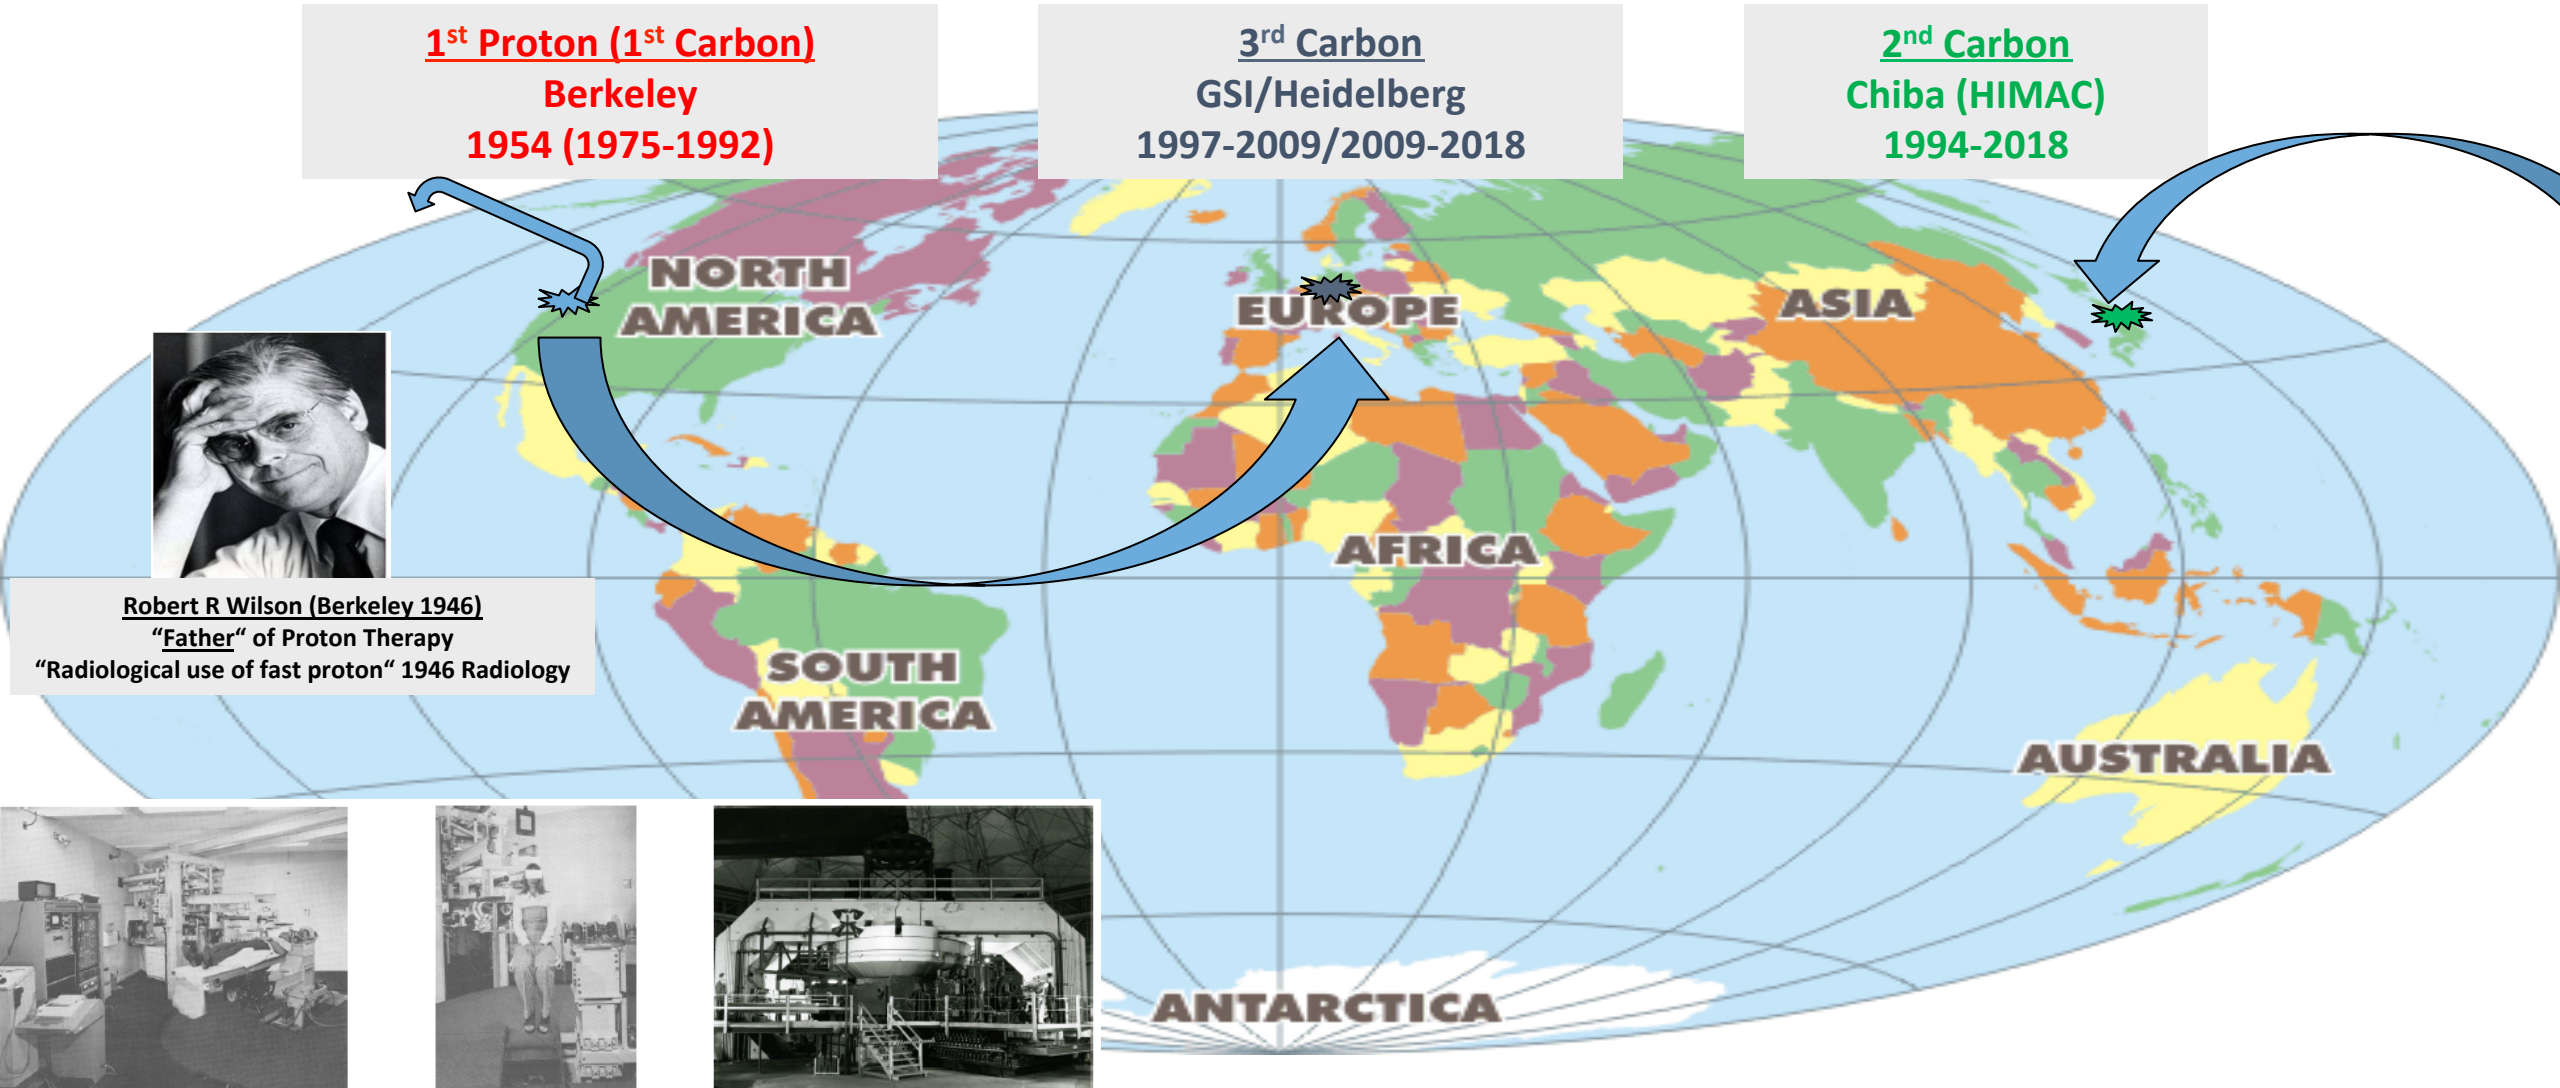 1st Proton (1st Carbon)
Berkeley
1954 (1975-1992)
3rd Carbon
GSI/Heidelberg
1997-2009/2009-2018
2nd Carbon
Chiba (HIMAC)
1994-2018
NORTH
AMERICA
EUROPE
ASIA
AFRICA
SOUTH
AMERICA
AUSTRALIA
ANTARCTICA
Robert R Wilson (Berkeley 1946)
“Father“ of Proton Therapy
“Radiological use of fast proton“ 1946 Radiology